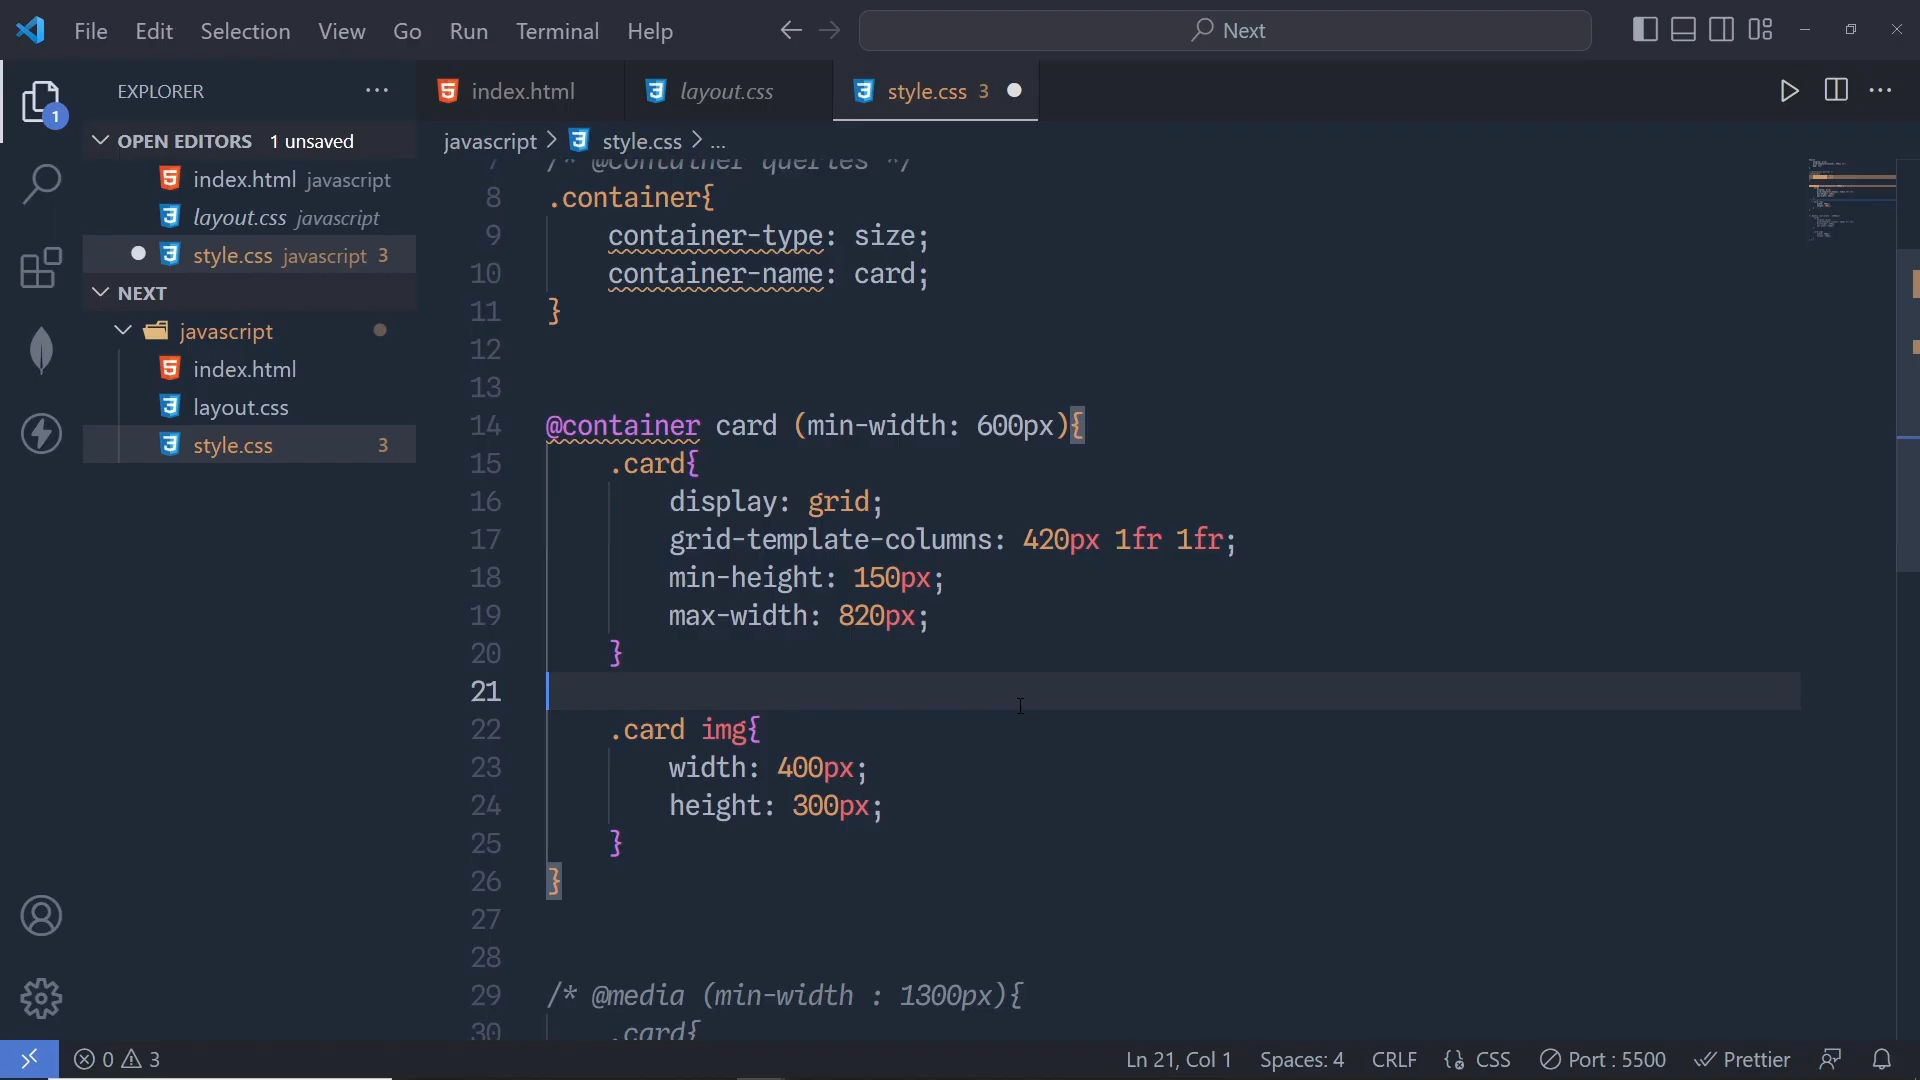 File Edit Selection View Go Run Terminal Help
Next
EXPLORER
1
OPEN EDITORS 1 unsaved
index.html javascript
layout.css javascript
style.css javascript 3
NEXT
javascript
index.html
layout.css
style.css 3
index.html
layout.css
style.css 3
javascript > style.css > ...
7 /* @container queries */
8 .container{
9 container-type: size;
10 container-name: card;
11 }
12
13
14 @container card (min-width: 600px){
15 .card{
16 display: grid;
17 grid-template-columns: 420px 1fr 1fr;
18 min-height: 150px;
19 max-width: 820px;
20 }
21
22 .card img{
23 width: 400px;
24 height: 300px;
25 }
26 }
27
28
29 /* @media (min-width : 1300px){
30 .card{
0 3
Ln 21, Col 1 Spaces: 4 CRLF CSS Port : 5500 Prettier